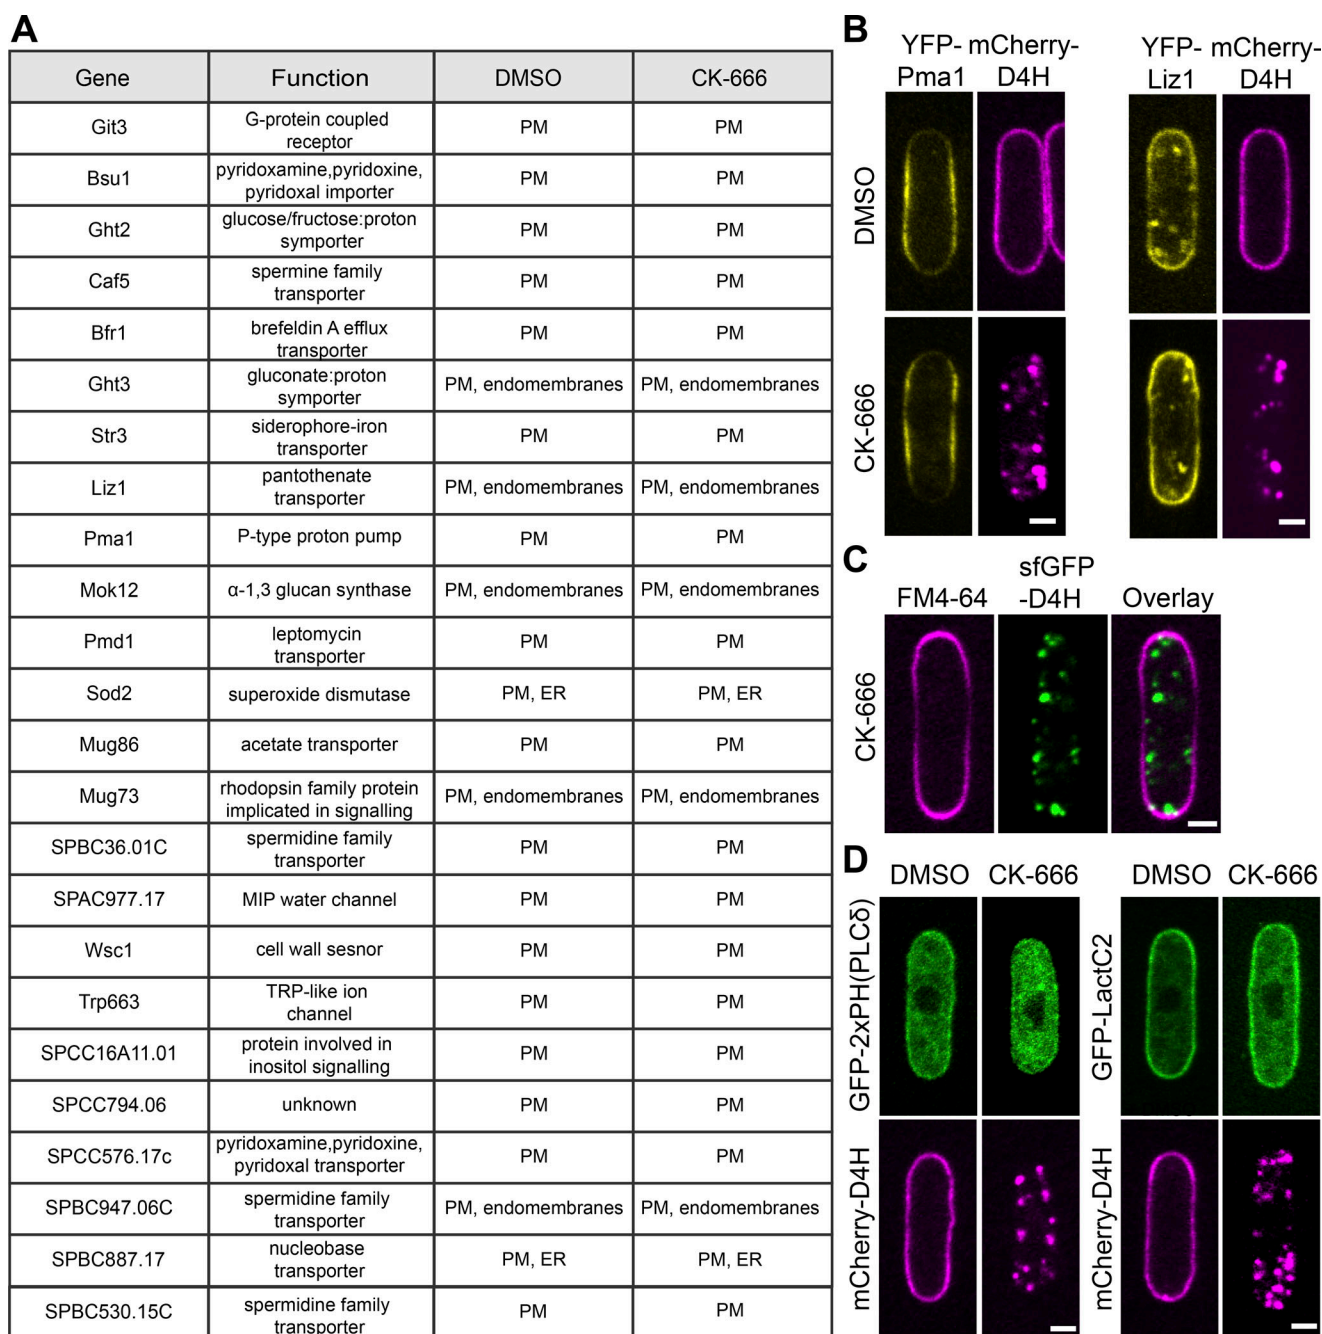 A
Gene Function DMSO CK-666
Git3 G-protein coupled receptor PM PM
Bsu1 pyridoxamine,pyridoxine, pyridoxal importer PM PM
Ght2 glucose/fructose:proton symporter PM PM
Caf5 spermine family transporter PM PM
Bfr1 brefeldin A efflux transporter PM PM
Ght3 gluconate:proton symporter PM, endomembranes PM, endomembranes
Str3 siderophore-iron transporter PM PM
Liz1 pantothenate transporter PM, endomembranes PM, endomembranes
Pma1 P-type proton pump PM PM
Mok12 α-1,3 glucan synthase PM, endomembranes PM, endomembranes
Pmd1 leptomycin transporter PM PM
Sod2 superoxide dismutase PM, ER PM, ER
Mug86 acetate transporter PM PM
Mug73 rhodopsin family protein implicated in signalling PM, endomembranes PM, endomembranes
SPBC36.01C spermidine family transporter PM PM
SPAC977.17 MIP water channel PM PM
Wsc1 cell wall sesnor PM PM
Trp663 TRP-like ion channel PM PM
SPCC16A11.01 protein involved in inositol signalling PM PM
SPCC794.06 unknown PM PM
SPCC576.17c pyridoxamine,pyridoxine, pyridoxal transporter PM PM
SPBC947.06C spermidine family transporter PM, endomembranes PM, endomembranes
SPBC887.17 nucleobase transporter PM, ER PM, ER
SPBC530.15C spermidine family transporter PM PM
B
YFP- mCherry- YFP- mCherry-
Pma1 D4H Liz1 D4H
DMSO
CK-666
C
sfGFP
FM4-64 -D4H Overlay
CK-666
D
DMSO CK-666 DMSO CK-666
GFP-2xPH(PLCδ)
GFP-LactC2
mCherry-D4H
mCherry-D4H